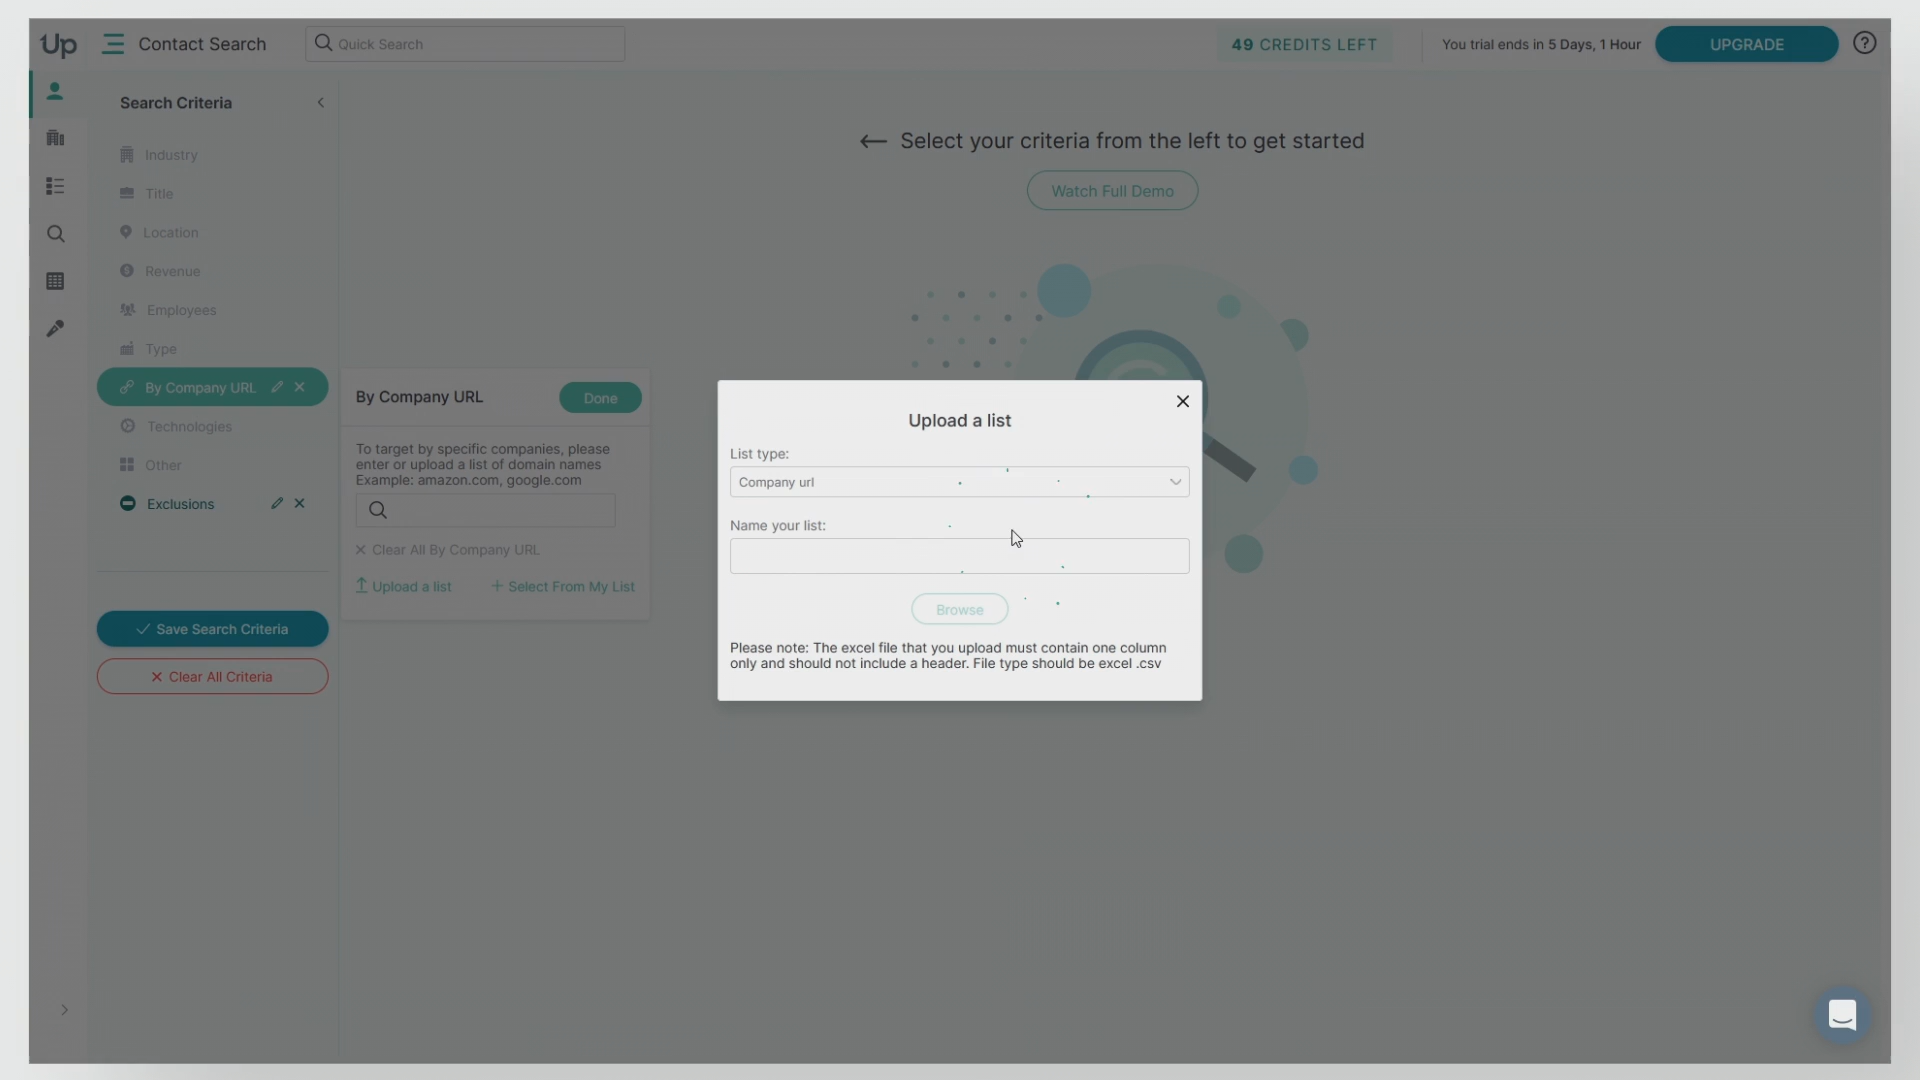 Up
Contact Search
Quick Search
49 CREDITS LEFT
You trial ends in 5 Days, 1 Hour
UPGRADE
Search Criteria
Industry
Title
Location
Revenue
Employees
Type
By Company URL
Technologies
Other
Exclusions
Save Search Criteria
Clear All Criteria
Select your criteria from the left to get started
Watch Full Demo
By Company URL
Done
To target by specific companies, please
enter or upload a list of domain names
Example: amazon.com, google.com
Clear All By Company URL
Upload a list
Select From My List
Upload a list
List type:
Company url
Name your list:
Browse
Please note: The excel file that you upload must contain one column
only and should not include a header. File type should be excel .csv